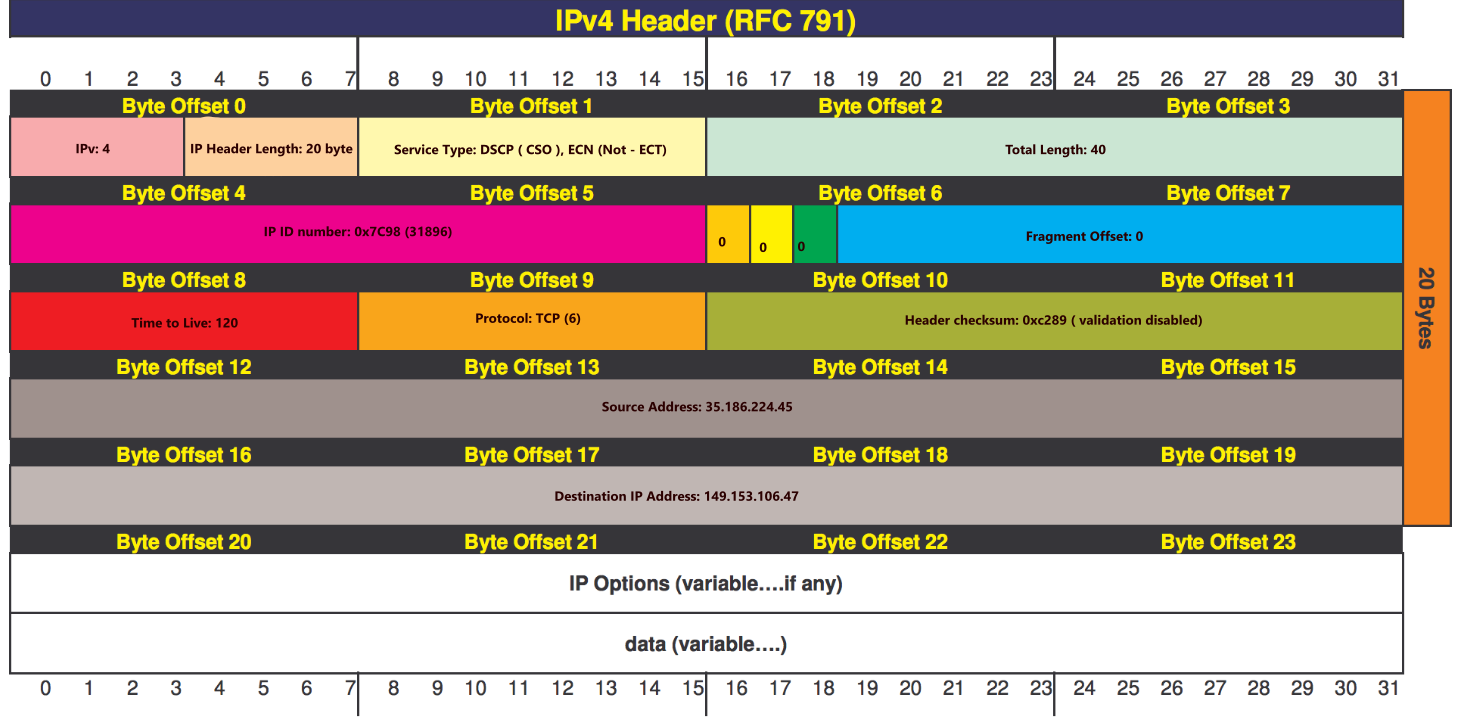 IPv4 Header (RFC 791)
0 1 2 3 4 5 6 7 8 9 10 11 12 13 14 15 16 17 18 19 20 21 22 23 24 25 26 27 28 29 30 31
Byte Offset 0 Byte Offset 1 Byte Offset 2 Byte Offset 3
IPv: 4 IP Header Length: 20 byte Service Type: DSCP ( CSO ), ECN (Not - ECT) Total Length: 40
Byte Offset 4 Byte Offset 5 Byte Offset 6 Byte Offset 7
IP ID number: 0x7C98 (31896) 0 0 0 Fragment Offset: 0
Byte Offset 8 Byte Offset 9 Byte Offset 10 Byte Offset 11
Time to Live: 120 Protocol: TCP (6) Header checksum: 0xc289 ( validation disabled)
Byte Offset 12 Byte Offset 13 Byte Offset 14 Byte Offset 15
Source Address: 35.186.224.45
Byte Offset 16 Byte Offset 17 Byte Offset 18 Byte Offset 19
Destination IP Address: 149.153.106.47
Byte Offset 20 Byte Offset 21 Byte Offset 22 Byte Offset 23
IP Options (variable....if any)
data (variable....)
0 1 2 3 4 5 6 7 8 9 10 11 12 13 14 15 16 17 18 19 20 21 22 23 24 25 26 27 28 29 30 31
20 Bytes